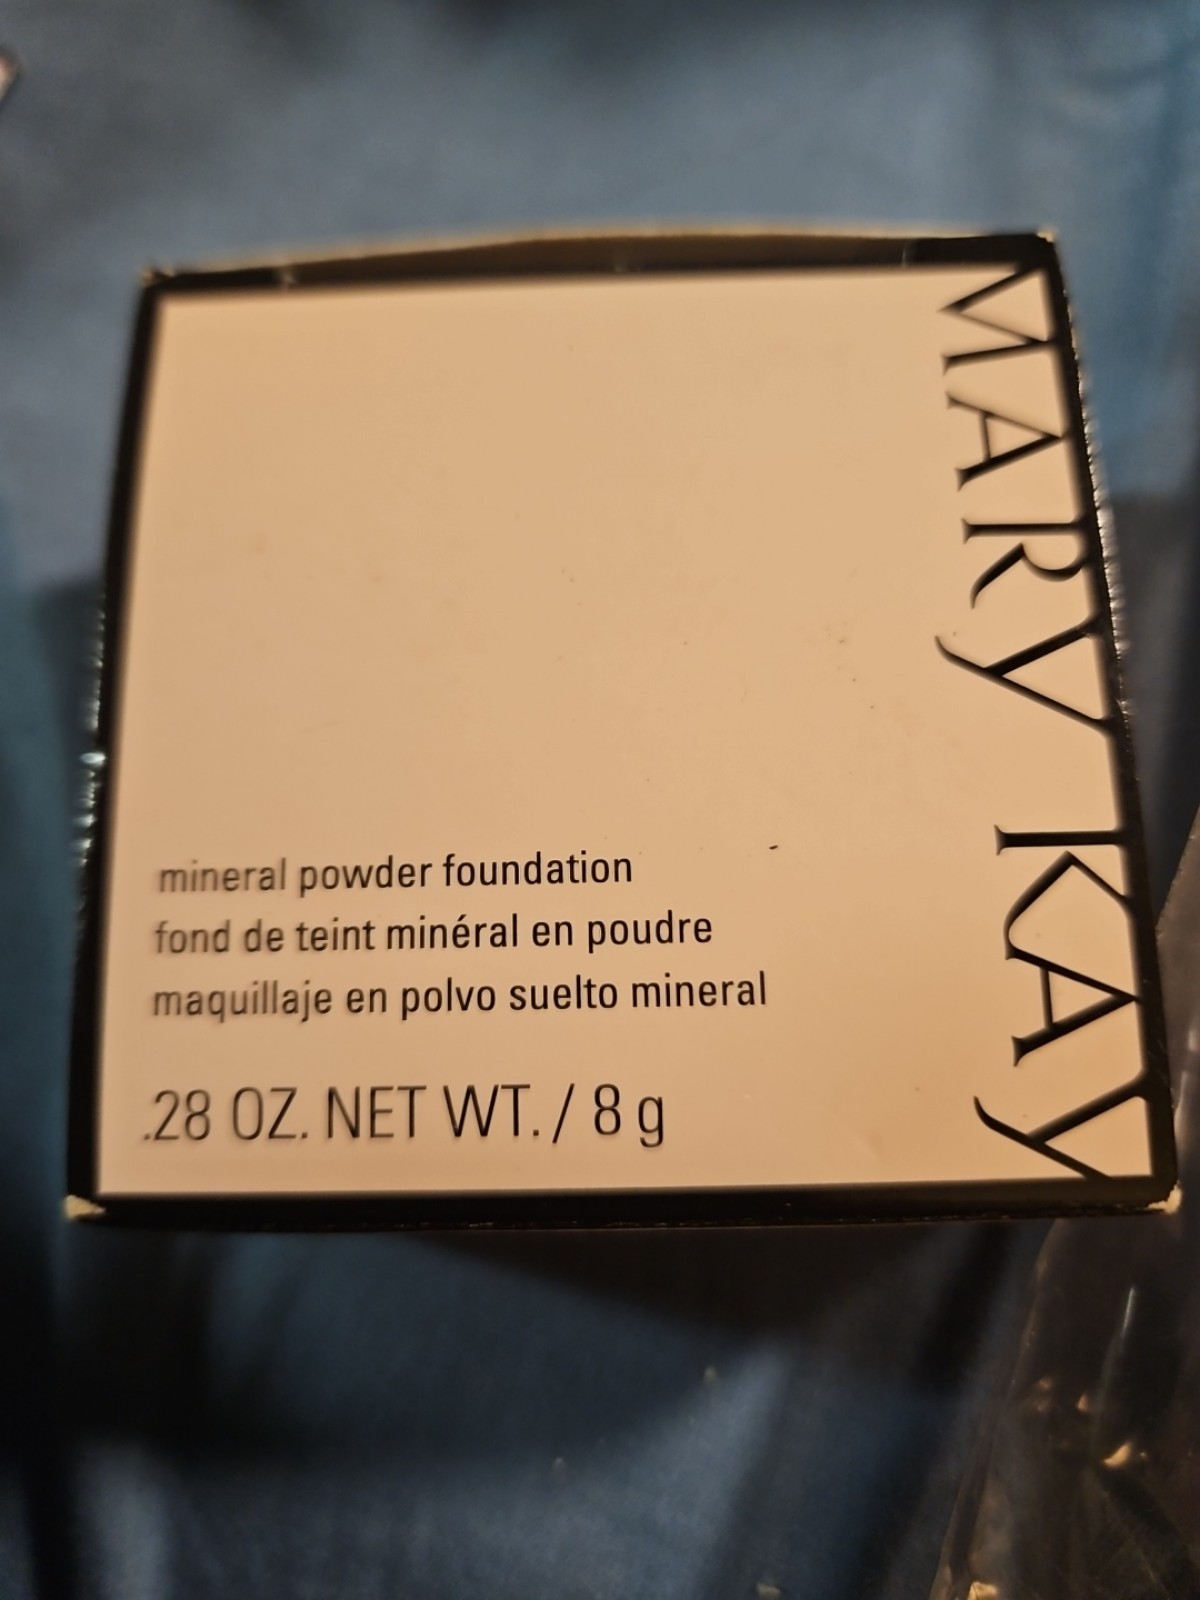 MARY KAY
mineral powder foundation
fond de teint minéral en poudre
maquillaje en polvo suelto mineral
.28 OZ. NET WT. / 8 g